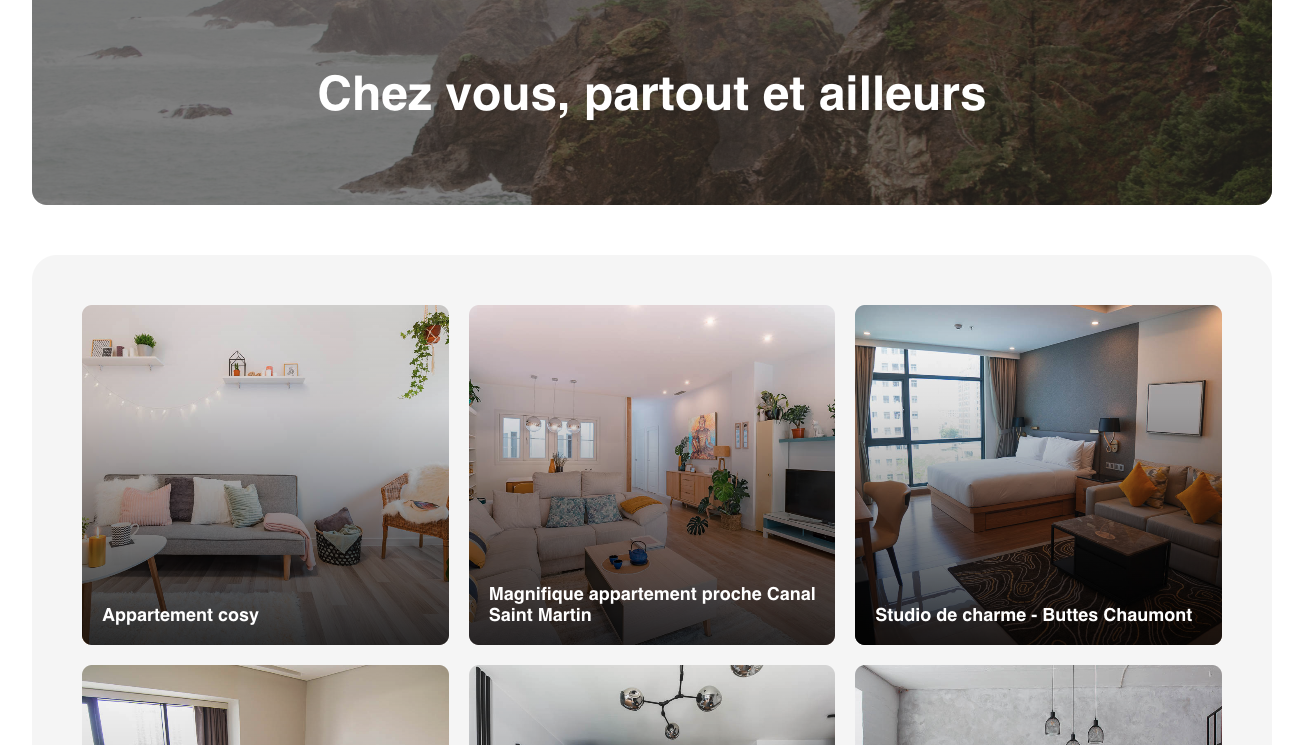 Chez vous, partout et ailleurs
Appartement cosy
Magnifique appartement proche Canal
Saint Martin
Studio de charme - Buttes Chaumont